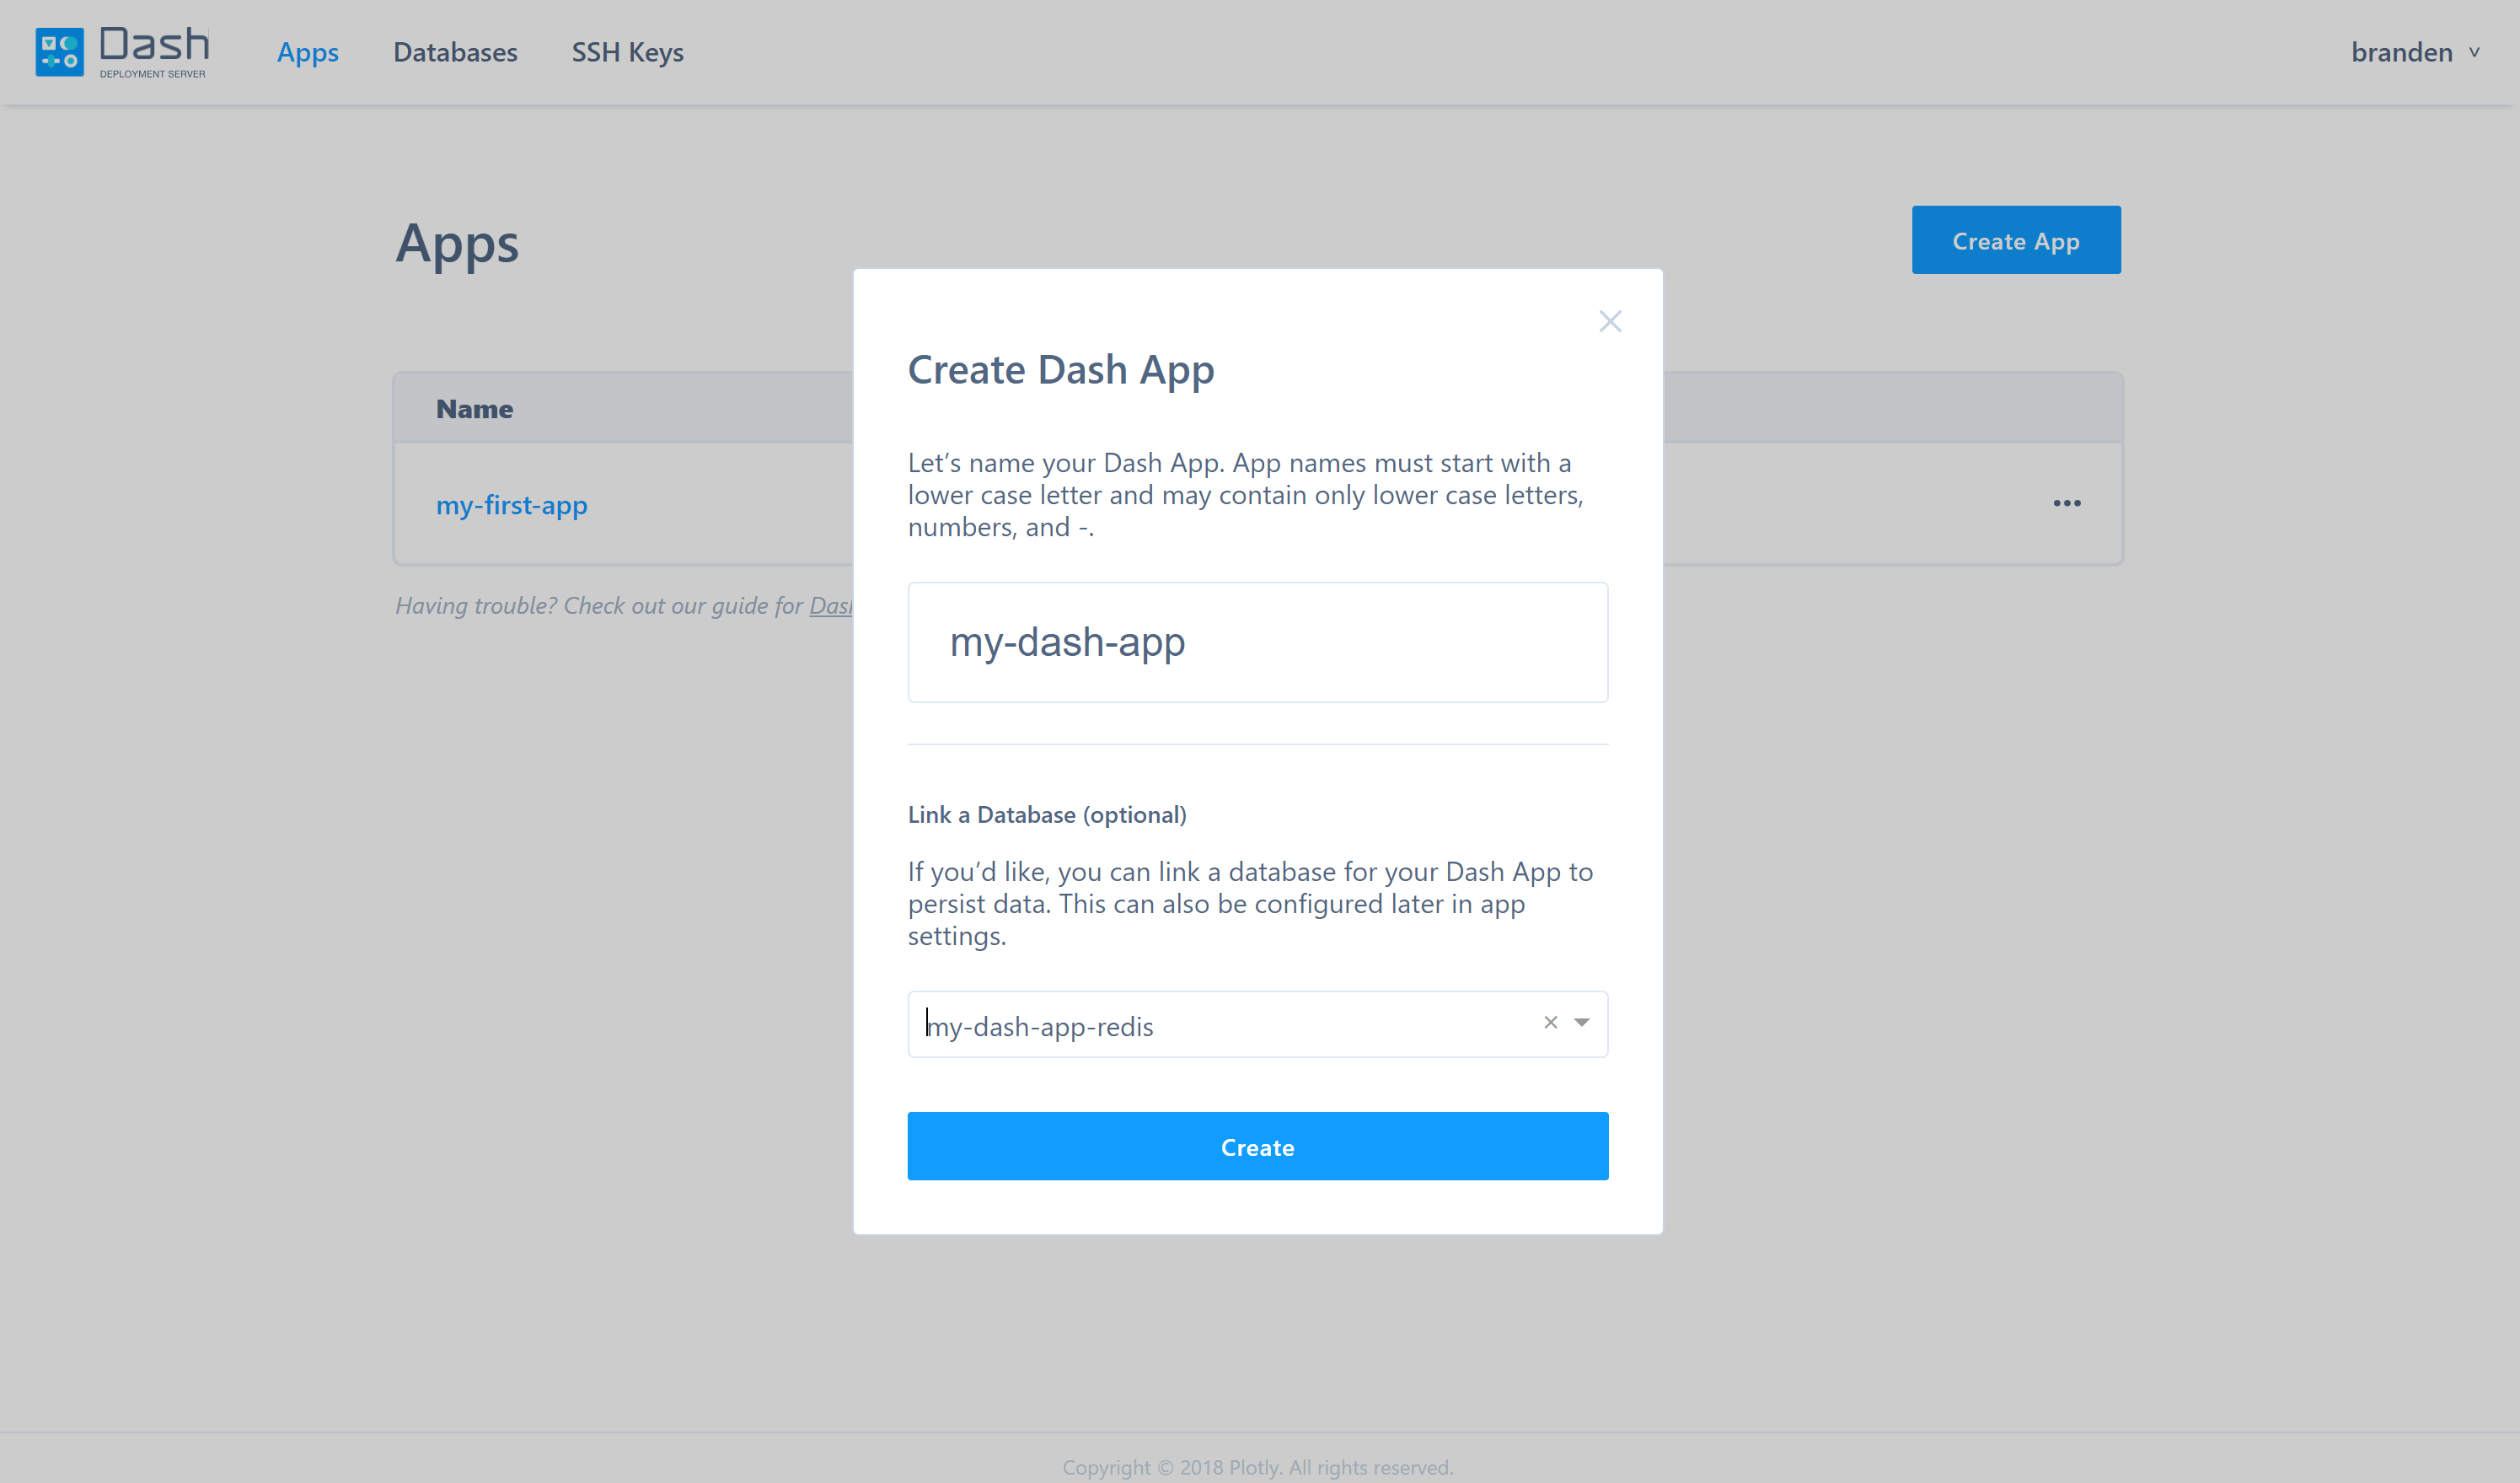 Dash
DEPLOYMENT SERVER
Apps
Databases
SSH Keys
branden
Apps
Create App
Name
my-first-app
Having trouble? Check out our guide for
Create Dash App
Let’s name your Dash App. App names must start with a
lower case letter and may contain only lower case letters,
numbers, and -.
my-dash-app
Link a Database (optional)
If you’d like, you can link a database for your Dash App to
persist data. This can also be configured later in app
settings.
my-dash-app-redis
Create
Copyright © 2018 Plotly. All rights reserved.